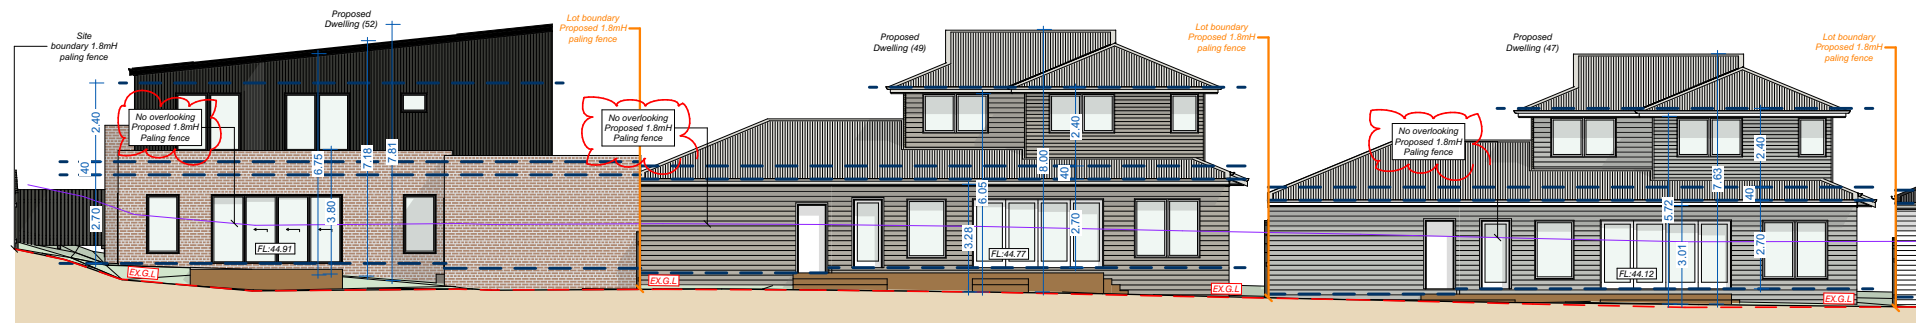 Site
boundary 1.8mH
paling fence
Proposed
Dwelling (52)
Lot boundary
Proposed 1.8mH
paling fence
No overlooking
Proposed 1.8mH
Paling fence
2.40
40
2.70
6.75
7.18
7.81
3.80
FL:44.91
EX.G.L
Proposed
Dwelling (49)
Lot boundary
Proposed 1.8mH
paling fence
No overlooking
Proposed 1.8mH
Paling fence
2.40
8.00
40
6.05
3.28
2.70
FL:44.77
EX.G.L
EX.G.L
Proposed
Dwelling (47)
Lot boundary
Proposed 1.8mH
paling fence
No overlooking
Proposed 1.8mH
Paling fence
2.40
7.63
40
5.72
3.01
2.70
FL:44.12
EX.G.L